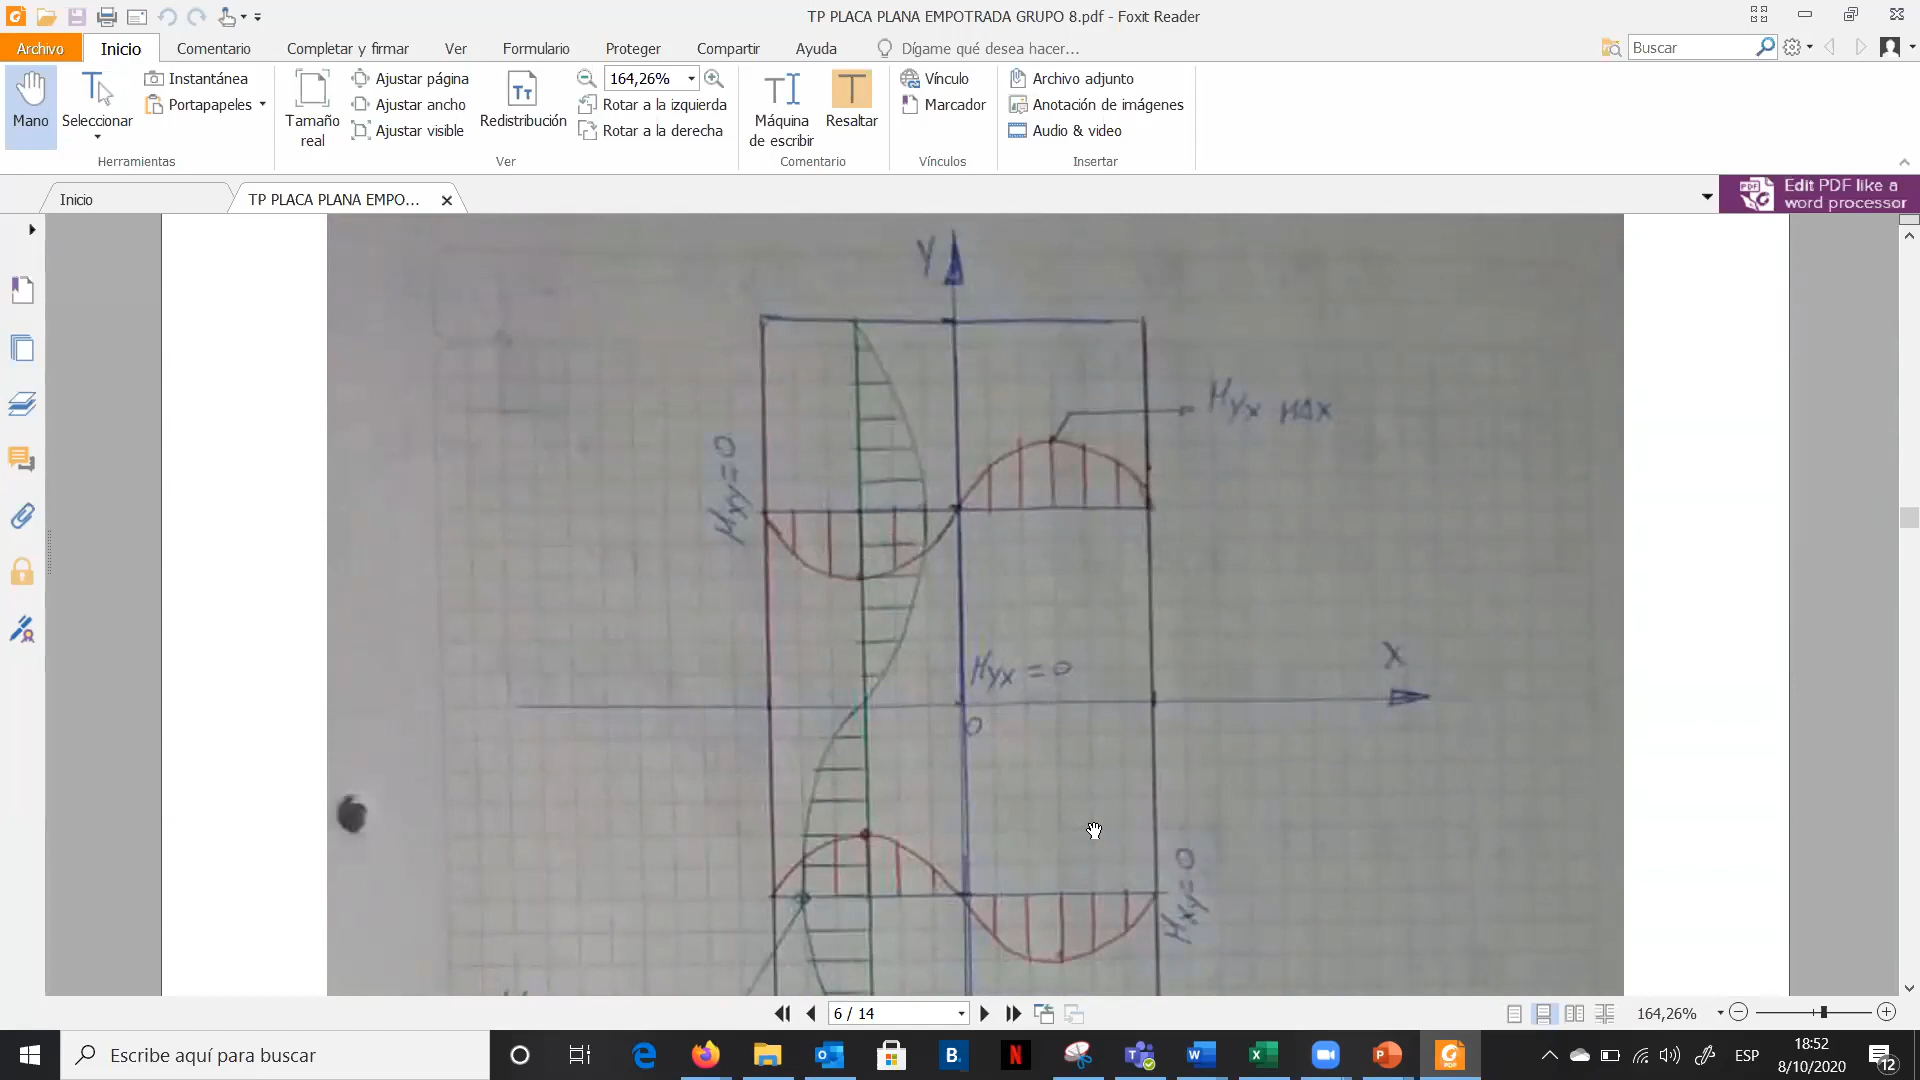 TP PLACA PLANA EMPOTRADA GRUPO 8.pdf - Foxit Reader
Archivo Inicio Comentario Completar y firmar Ver Formulario Proteger Compartir Ayuda Dígame qué desea hacer... Buscar
Mano
Seleccionar
Instantánea
Portapapeles
Herramientas
Tamaño real
Ajustar página
Ajustar ancho
Ajustar visible
Redistribución
164,26%
Rotar a la izquierda
Rotar a la derecha
Ver
Máquina de escribir
Resaltar
Comentario
Vínculo
Marcador
Vínculos
Archivo adjunto
Anotación de imágenes
Audio & video
Insertar
Inicio
TP PLACA PLANA EMPO...
Edit PDF like a
word processor
Y
Myx MAX
Mxy=0
Myx = 0
X
0
Mxy=0
6 / 14
164,26%
Escribe aquí para buscar
ESP
18:52
8/10/2020
12